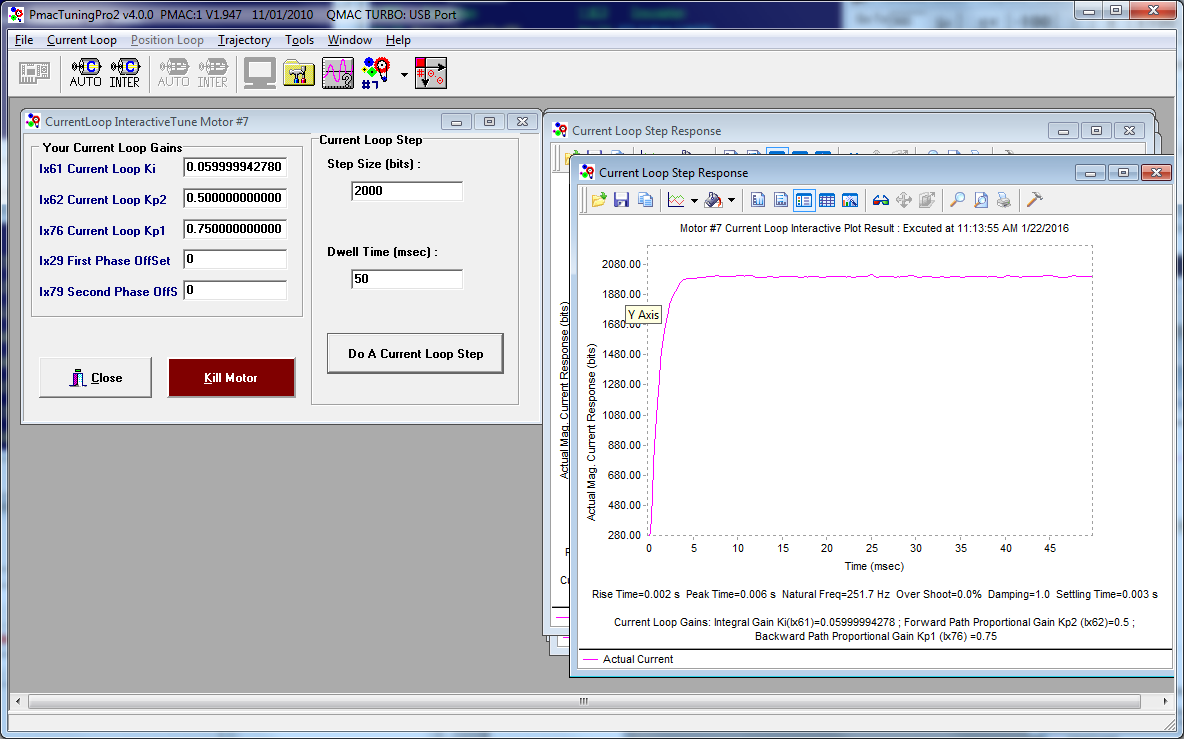 PmacTuningPro2 v4.0.0 PMAC:1 V1.947 11/01/2010 QMAC TURBO: USB Port
File Current Loop Position Loop Trajectory Tools Window Help
AUTO INTER AUTO INTER #7
CurrentLoop InteractiveTune Motor #7
Your Current Loop Gains
Ix61 Current Loop Ki 0.059999942780
Ix62 Current Loop Kp2 0.500000000000
Ix76 Current Loop Kp1 0.750000000000
Ix29 First Phase OffSet 0
Ix79 Second Phase OffS 0
Close
Kill Motor
Current Loop Step
Step Size (bits) :
2000
Dwell Time (msec) :
50
Do A Current Loop Step
Current Loop Step Response
Actual Mag. Current Response (bits)
Current Loop Step Response
Motor #7 Current Loop Interactive Plot Result : Excuted at 11:13:55 AM 1/22/2016
Actual Mag. Current Response (bits)
2080.00
1880.00
Y Axis
1680.00
1480.00
1280.00
1080.00
880.00
680.00
480.00
280.00
0 5 10 15 20 25 30 35 40 45
Time (msec)
Rise Time=0.002 s Peak Time=0.006 s Natural Freq=251.7 Hz Over Shoot=0.0% Damping=1.0 Settling Time=0.003 s
Current Loop Gains: Integral Gain Ki(Ix61)=0.05999994278 ; Forward Path Proportional Gain Kp2 (Ix62)=0.5 ;
Backward Path Proportional Gain Kp1 (Ix76) =0.75
Actual Current